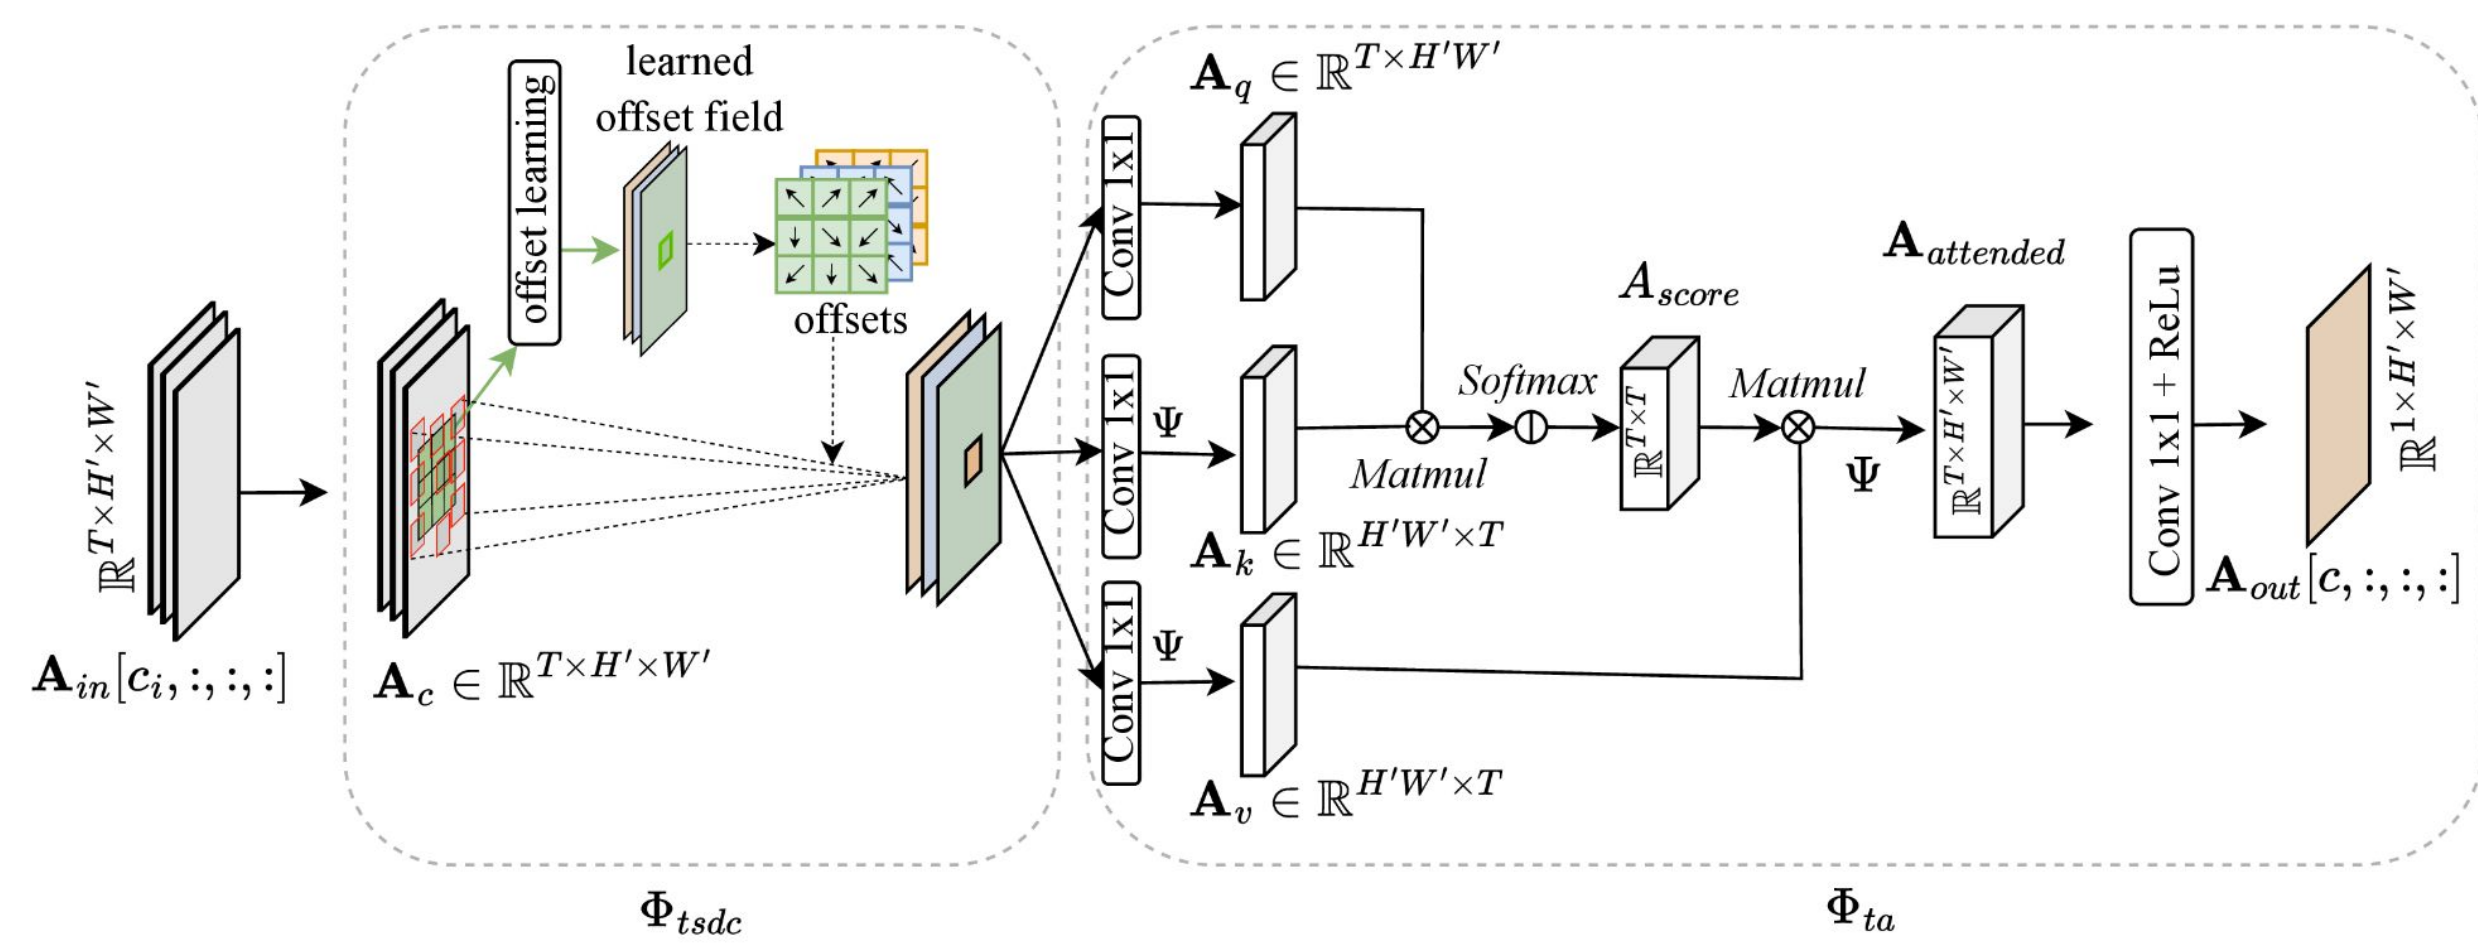 ℝ^{T×H'×W'}
𝐀_{in}[c_i, :, :, :]
offset learning
learned
offset field
offsets
𝐀_c ∈ ℝ^{T×H'×W'}
Φ_{tsdc}
𝐀_q ∈ ℝ^{T×H'W'}
Conv 1x1
Conv 1x1
Ψ
𝐀_k ∈ ℝ^{H'W'×T}
Conv 1x1
Ψ
𝐀_v ∈ ℝ^{H'W'×T}
Matmul
Softmax
A_{score}
ℝ^{T×T}
Matmul
Ψ
𝐀_{attended}
ℝ^{T×H'×W'}
Conv 1x1 + ReLu
ℝ^{1×H'×W'}
𝐀_{out}[c, :, :, :]
Φ_{ta}